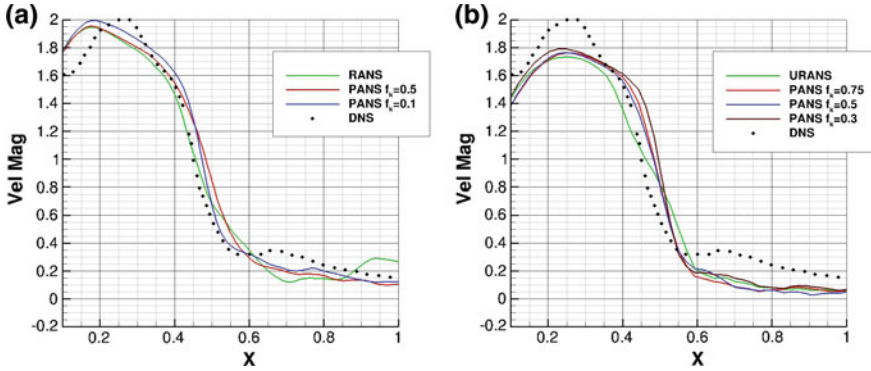 (a)
2
1.8
1.6
1.4
1.2
1
0.8
0.6
0.4
0.2
0
-0.2
Vel Mag
RANS
PANS fₖ=0.5
PANS fₖ=0.1
DNS
0.2
0.4
0.6
0.8
1
X
(b)
2
1.8
1.6
1.4
1.2
1
0.8
0.6
0.4
0.2
0
-0.2
Vel Mag
URANS
PANS fₖ=0.75
PANS fₖ=0.5
PANS fₖ=0.3
DNS
0.2
0.4
0.6
0.8
1
X